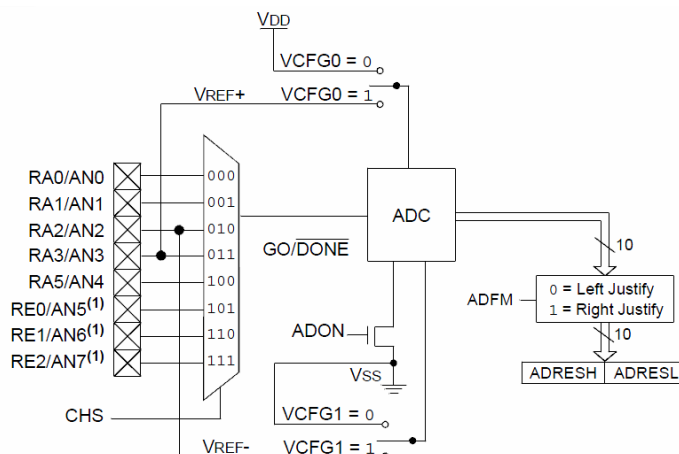 VDD
VCFG0 = 0
VREF+
VCFG0 = 1
RA0/AN0
RA1/AN1
RA2/AN2
RA3/AN3
RA5/AN4
RE0/AN5(1)
RE1/AN6(1)
RE2/AN7(1)
000
001
010
011
100
101
110
111
CHS
GO/DONE
ADC
10
ADFM
0 = Left Justify
1 = Right Justify
10
ADRESH
ADRESL
ADON
VSS
VCFG1 = 0
VREF-
VCFG1 = 1